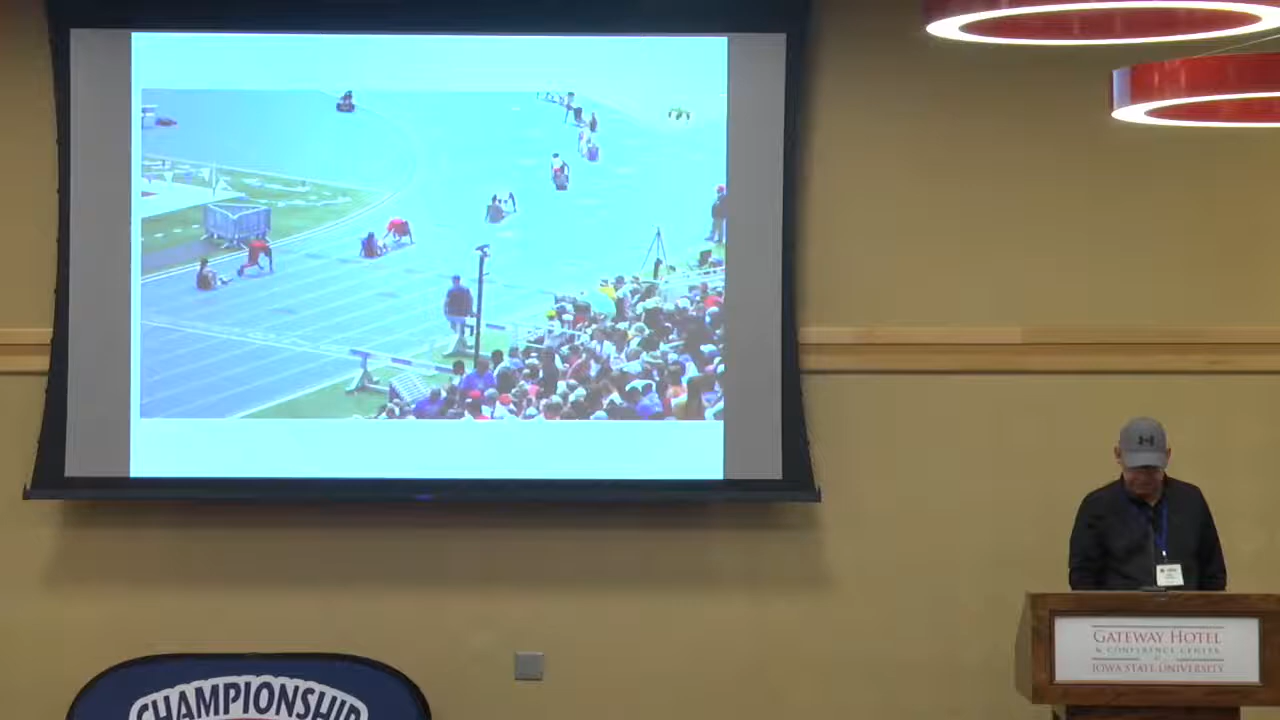 GATEWAY HOTEL
& CONFERENCE CENTER
IOWA STATE UNIVERSITY
CHAMPIONSHIP